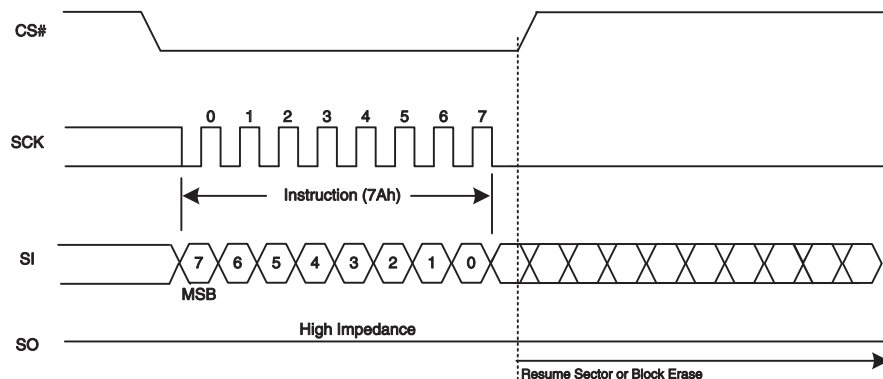 CS#
0 1 2 3 4 5 6 7
SCK
Instruction (7Ah)
SI
7 6 5 4 3 2 1 0
MSB
High Impedance
SO
Resume Sector or Block Erase